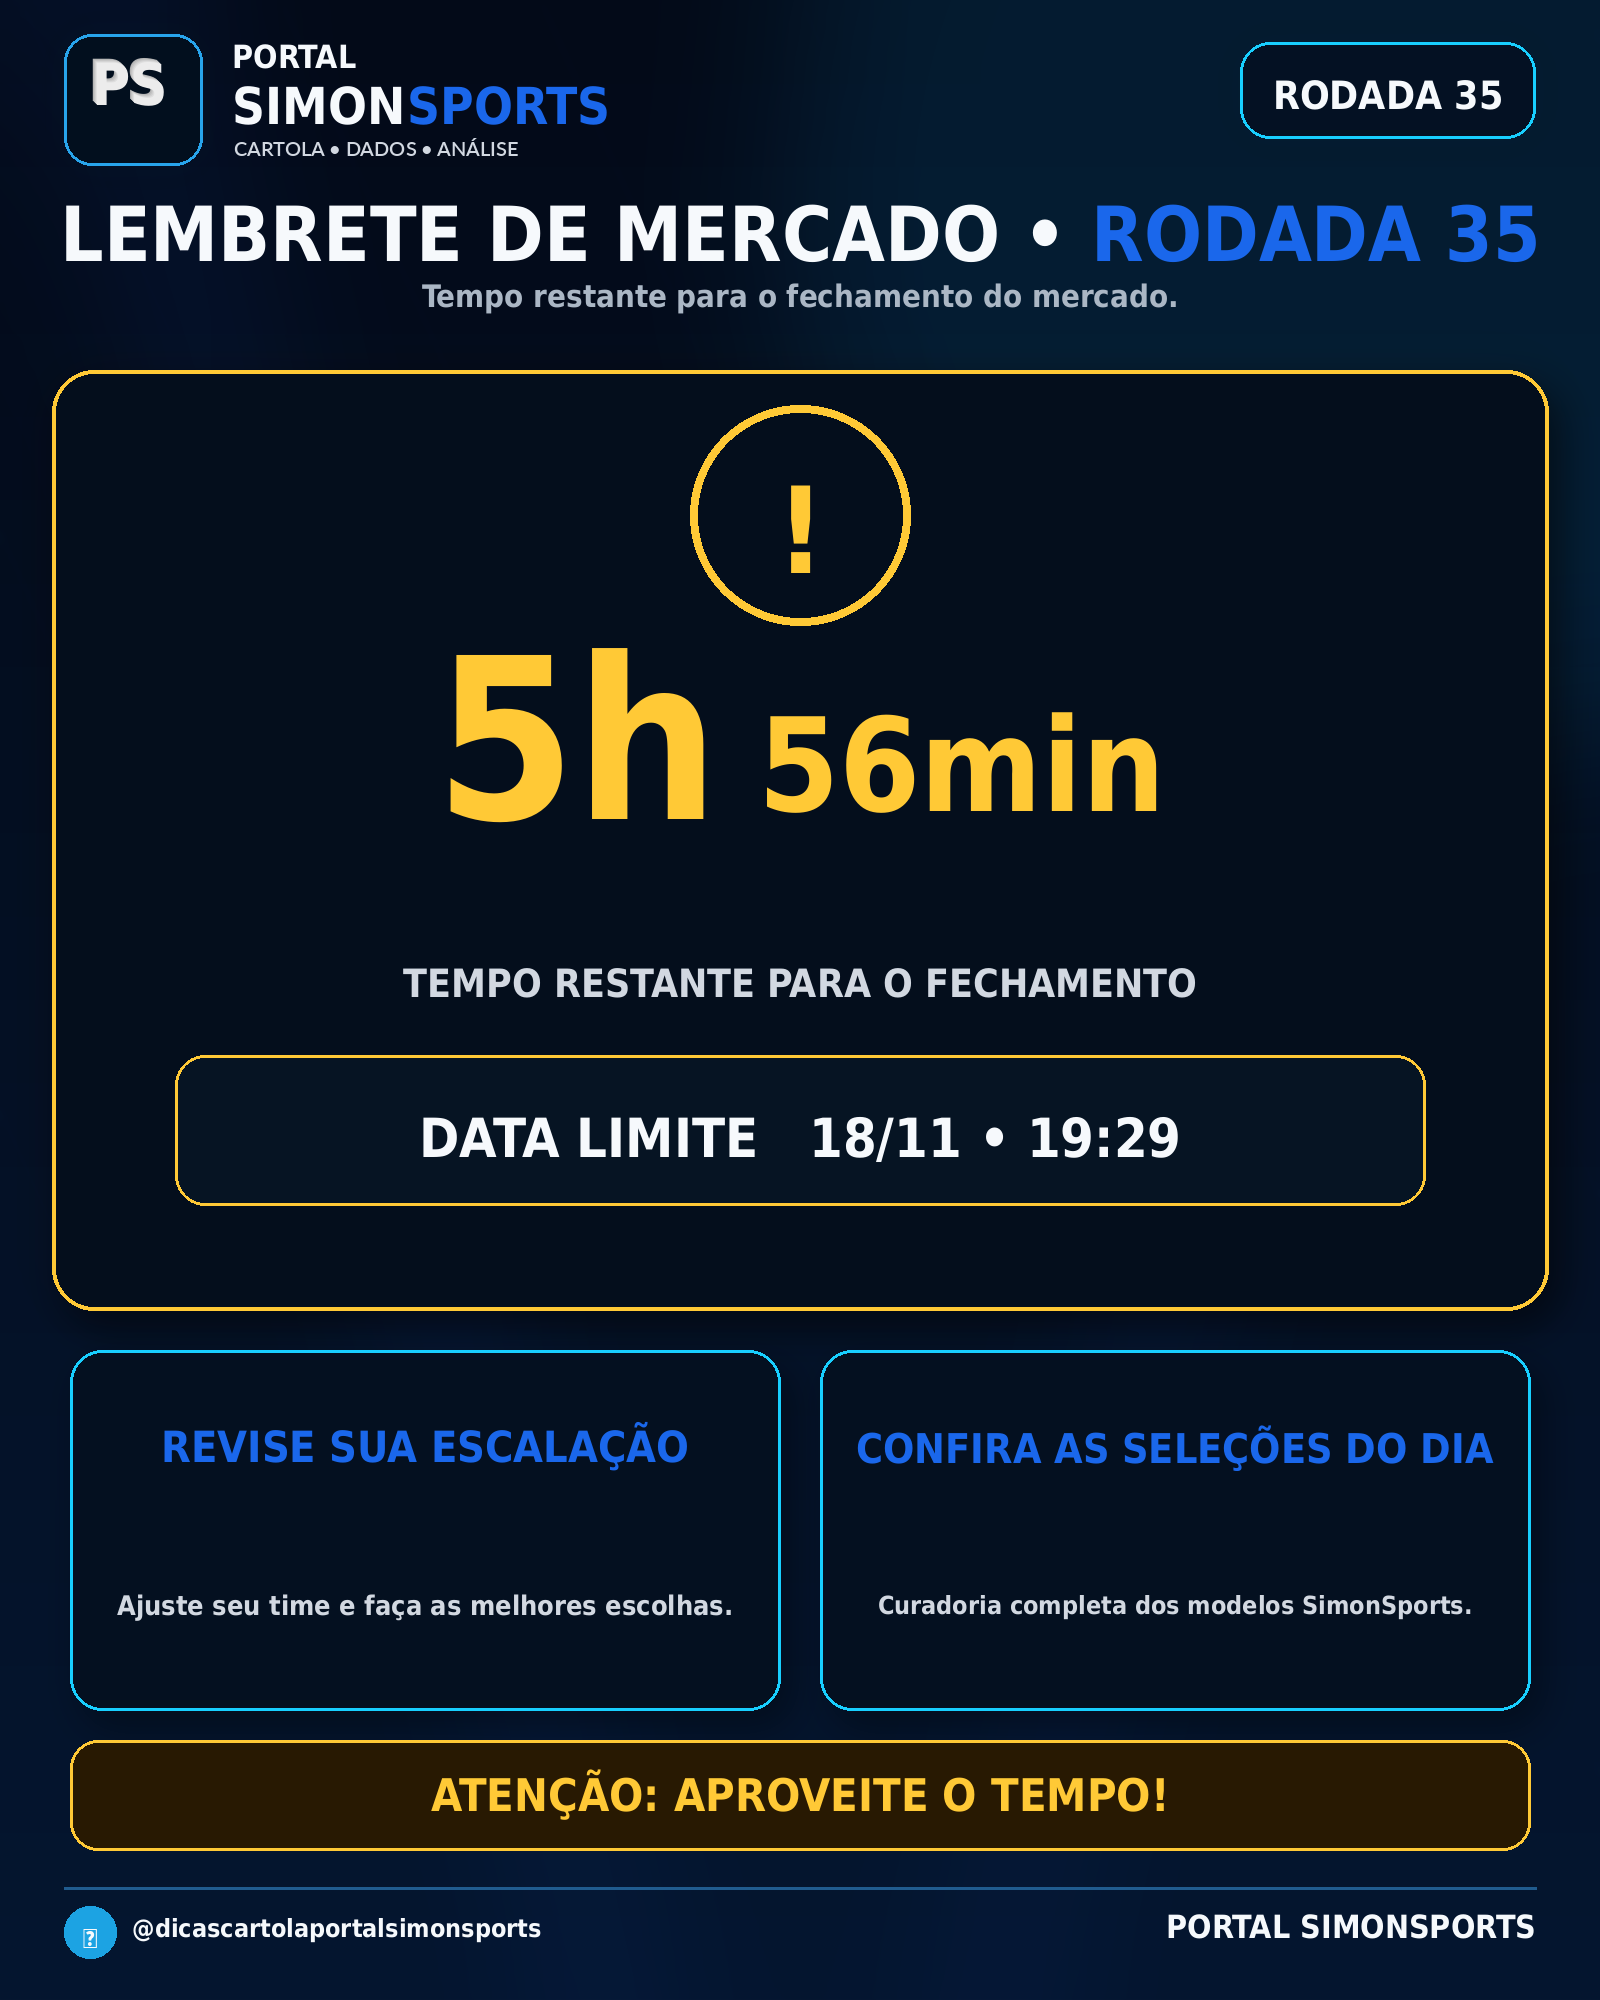 PS
PORTAL
SIMONSPORTS
CARTOLA • DADOS • ANÁLISE
RODADA 35
LEMBRETE DE MERCADO • RODADA 35
Tempo restante para o fechamento do mercado.
!
5h 56min
TEMPO RESTANTE PARA O FECHAMENTO
DATA LIMITE 18/11 • 19:29
REVISE SUA ESCALAÇÃO
Ajuste seu time e faça as melhores escolhas.
CONFIRA AS SELEÇÕES DO DIA
Curadoria completa dos modelos SimonSports.
ATENÇÃO: APROVEITE O TEMPO!
@dicascartolaportalsimonsports
PORTAL SIMONSPORTS